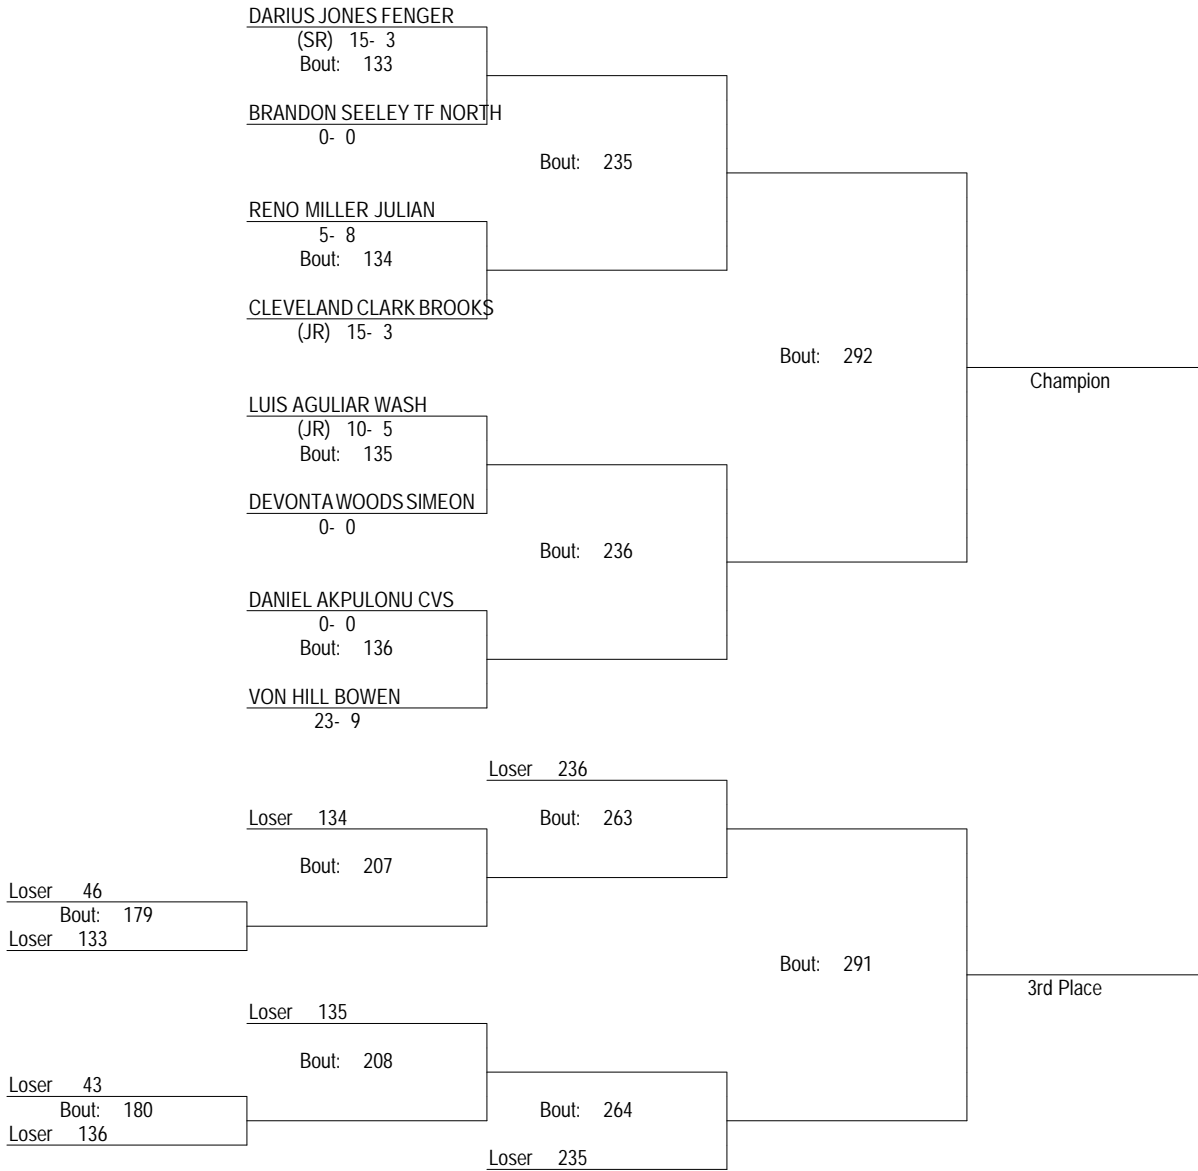 DARIUS JONES FENGER
(SR) 15- 3
Bout: 133
BRANDON SEELEY TF NORTH
0- 0
Bout: 235
RENO MILLER JULIAN
5- 8
Bout: 134
CLEVELAND CLARK BROOKS
(JR) 15- 3
Bout: 292
Champion
LUIS AGULIAR WASH
(JR) 10- 5
Bout: 135
DEVONTA WOODS SIMEON
0- 0
Bout: 236
DANIEL AKPULONU CVS
0- 0
Bout: 136
VON HILL BOWEN
23- 9
Loser 236
Loser 134
Bout: 263
Bout: 207
Loser 46
Bout: 179
Loser 133
Bout: 291
3rd Place
Loser 135
Bout: 208
Loser 43
Bout: 180
Bout: 264
Loser 136
Loser 235